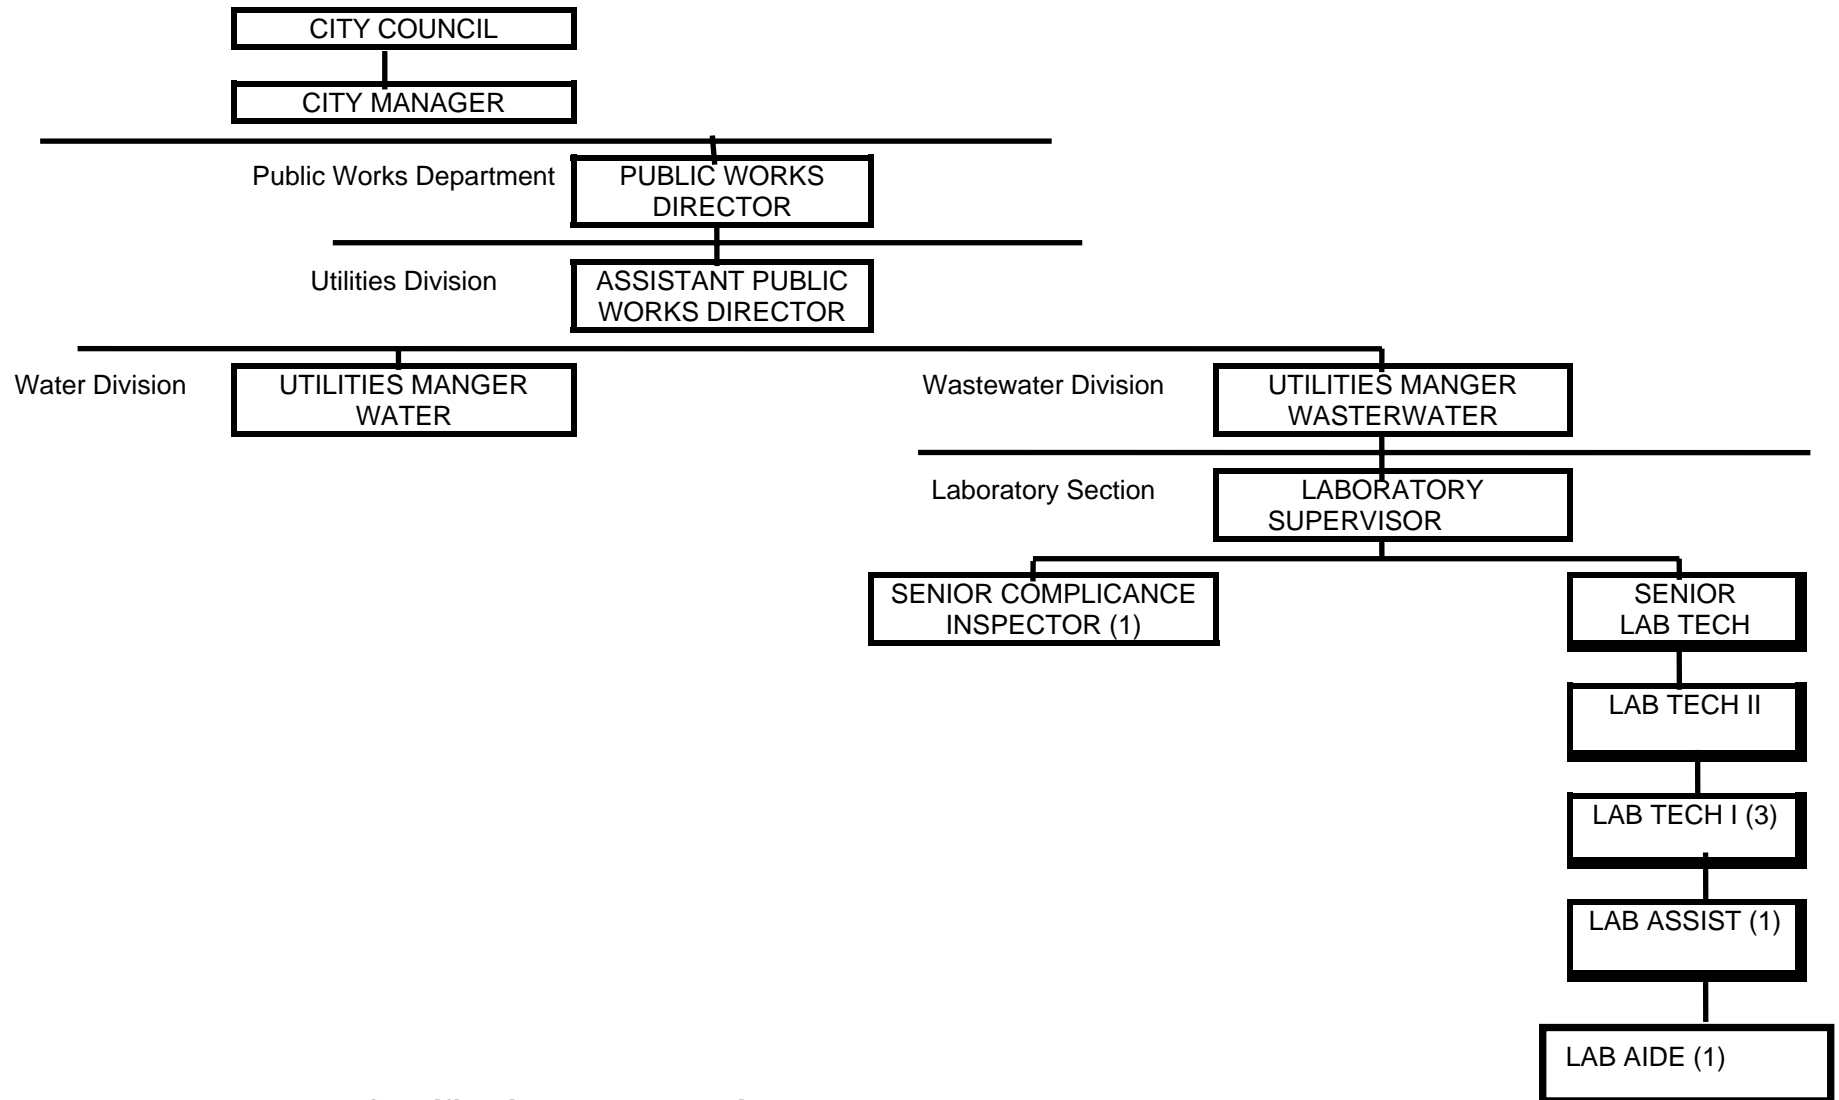 CITY COUNCIL
CITY MANAGER
Public Works Department
PUBLIC WORKS
DIRECTOR
Utilities Division
ASSISTANT PUBLIC
WORKS DIRECTOR
Water Division
UTILITIES MANGER
WATER
Wastewater Division
UTILITIES MANGER
WASTERWATER
Laboratory Section
LABORATORY
SUPERVISOR
SENIOR COMPLICANCE
INSPECTOR (1)
SENIOR
LAB TECH
LAB TECH II
LAB TECH I (3)
LAB ASSIST (1)
LAB AIDE (1)